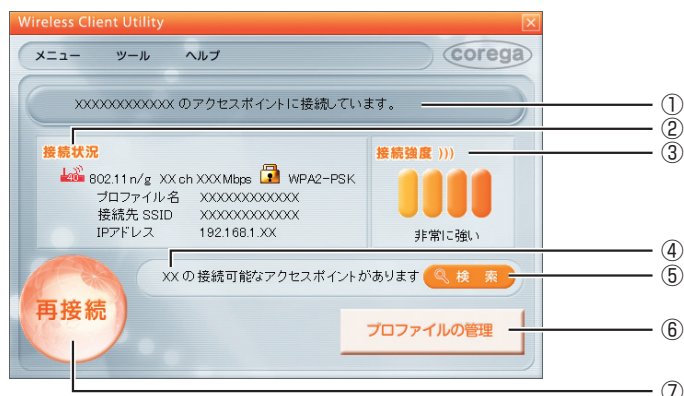 Wireless Client Utility
メニュー ツール ヘルプ corega
XXXXXXXXXXXX のアクセスポイントに接続しています。 ①
②
接続状況 接続強度 ))) ③
40 802.11 n/g XX ch XXX Mbps WPA2-PSK
プロファイル名 XXXXXXXXXXXX
接続先 SSID XXXXXXXXXXXX
IPアドレス 192.168.1.XX 非常に強い
④
XX の接続可能なアクセスポイントがあります 検 索 ⑤
再接続 プロファイルの管理 ⑥
⑦